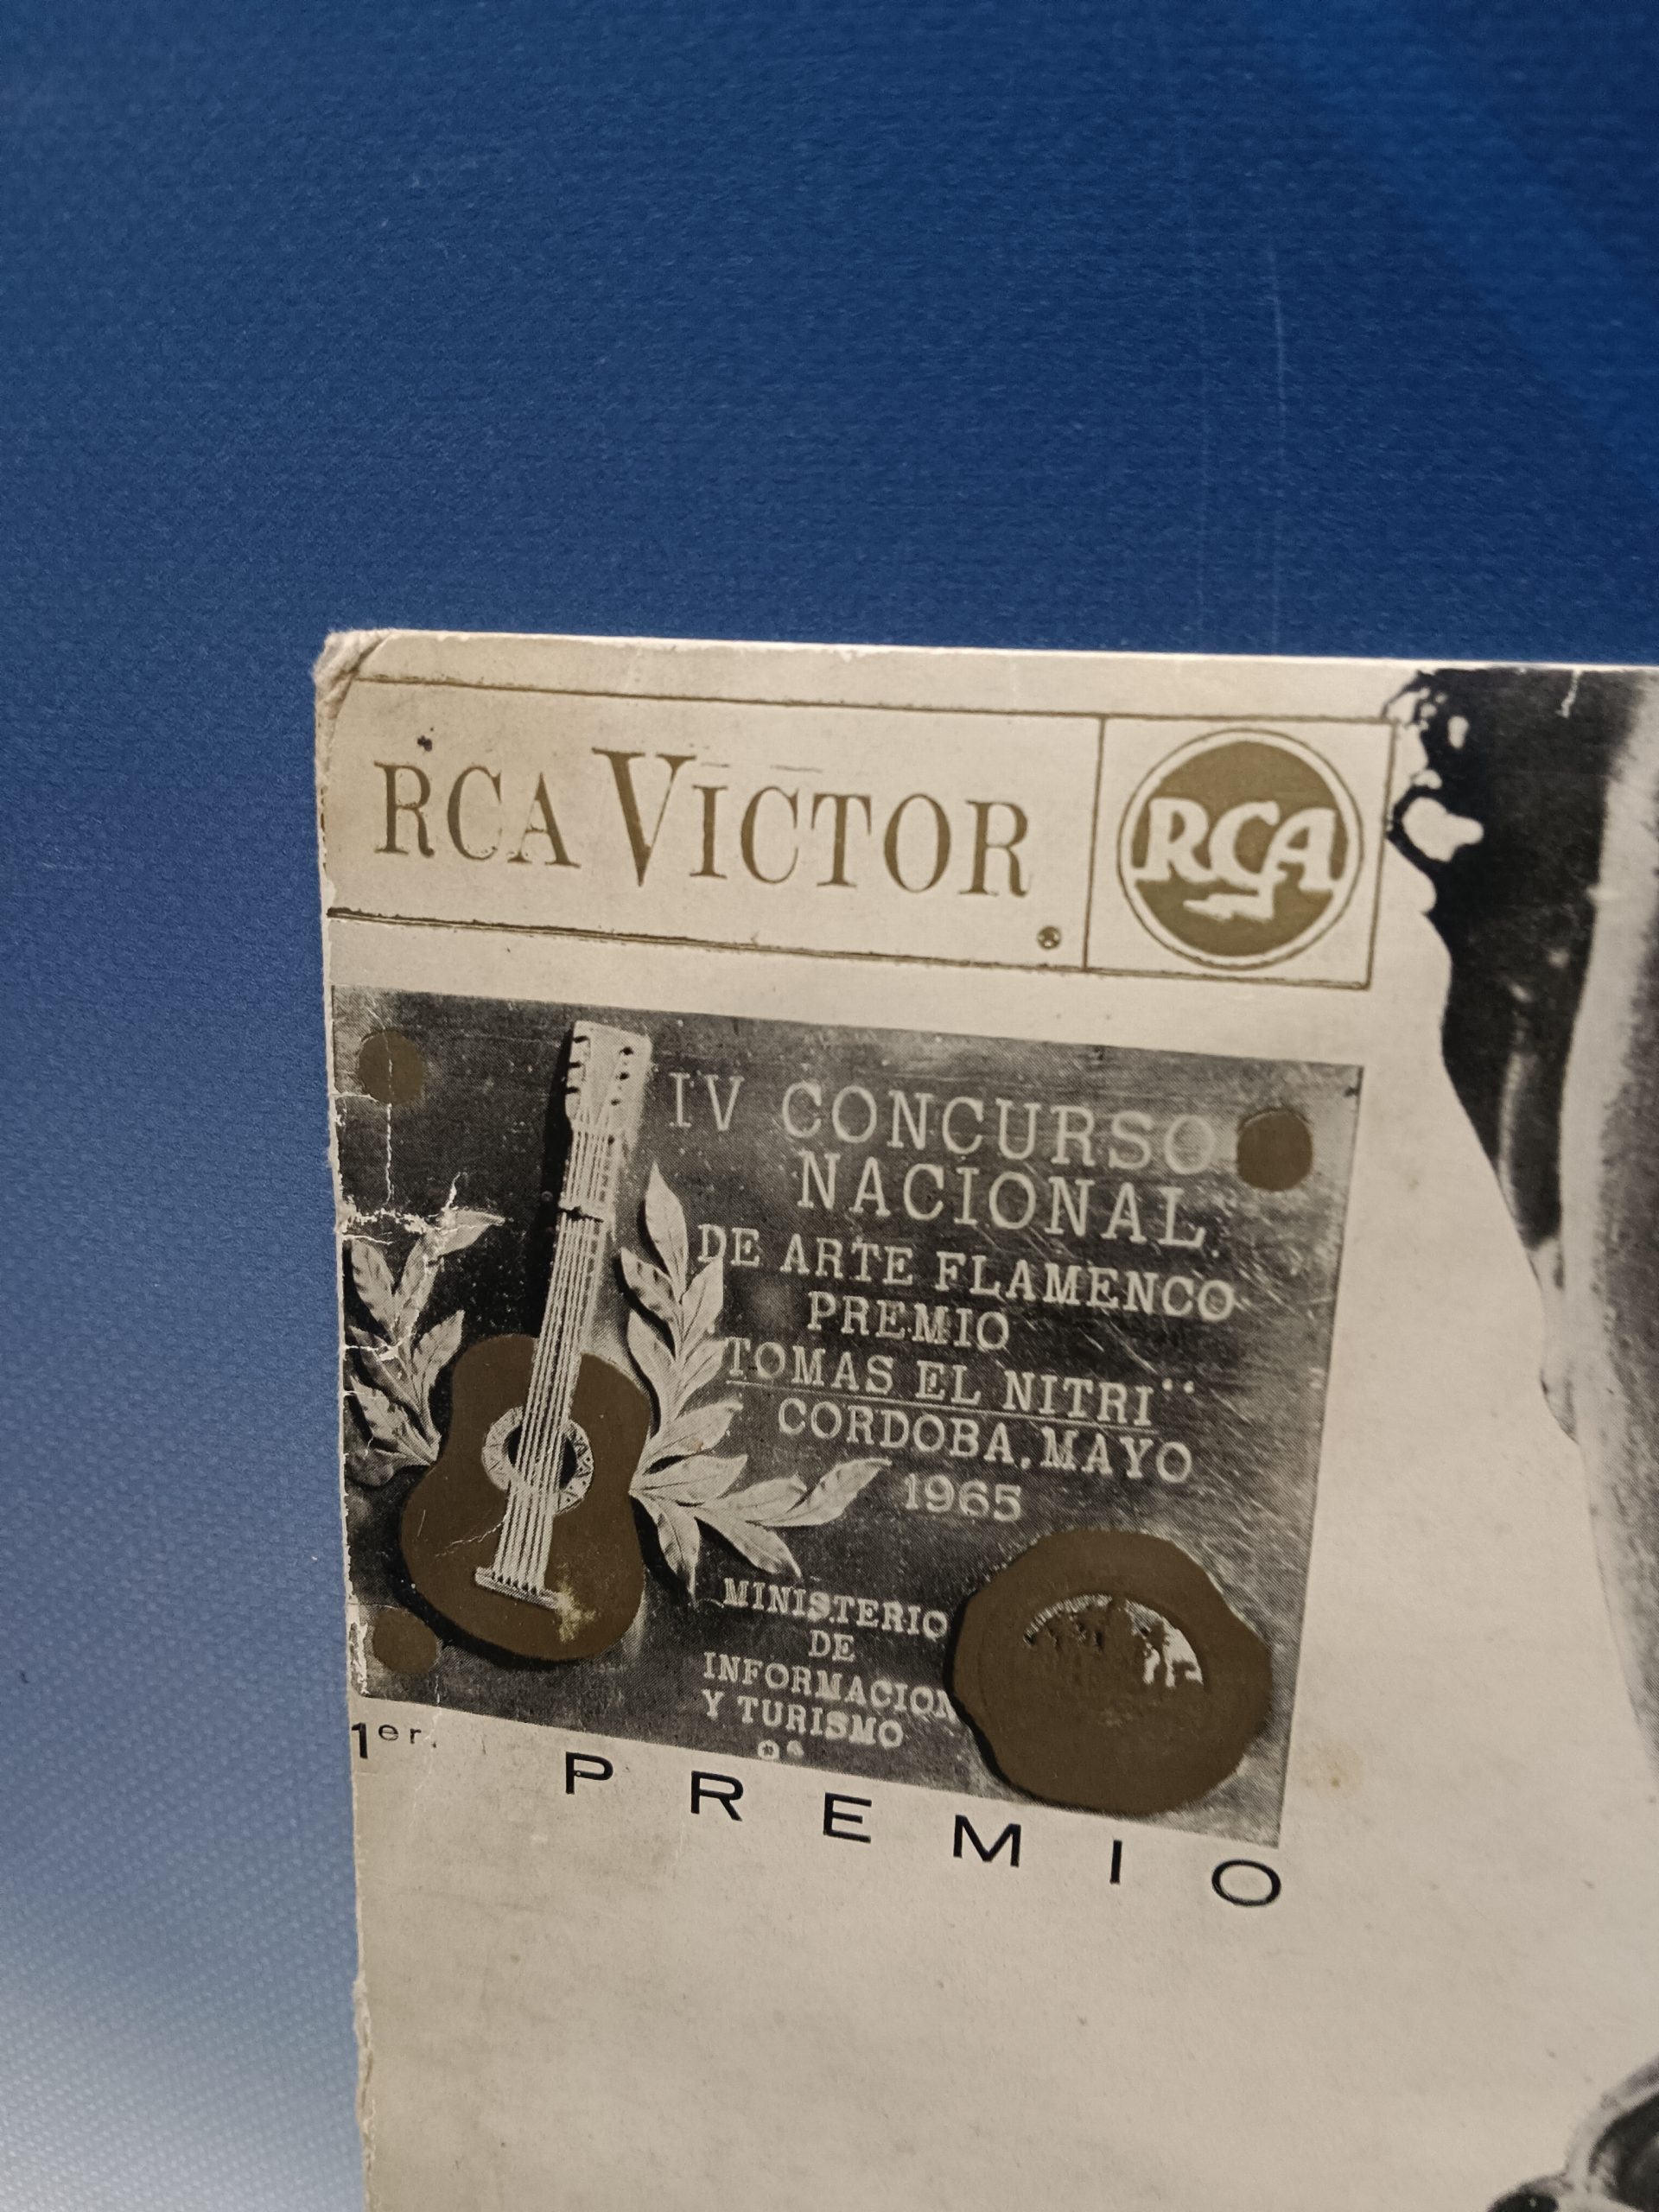 RCA VICTOR ®
RCA
IV CONCURSO
NACIONAL
DE ARTE FLAMENCO
PREMIO
TOMAS EL NITRI"
CORDOBA, MAYO
1965
MINISTERIO
DE
INFORMACION
Y TURISMO
1er. PREMIO